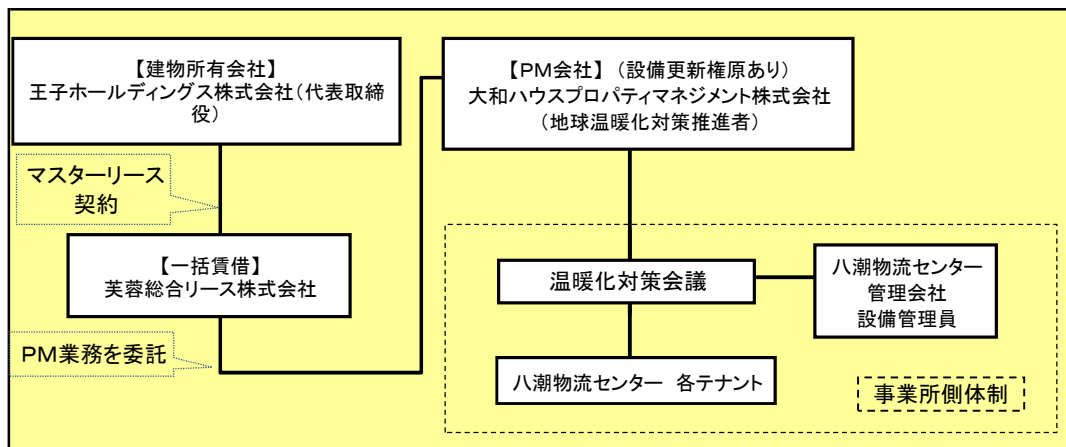 【建物所有会社】
王子ホールディングス株式会社（代表取締
役）
マスターリース
契約
【一括賃借】
芙蓉総合リース株式会社
ＰＭ業務を委託
【ＰＭ会社】（設備更新権原あり）
大和ハウスプロパティマネジメント株式会社
（地球温暖化対策推進者）
温暖化対策会議
八潮物流センター
管理会社
設備管理員
八潮物流センター 各テナント
事業所側体制